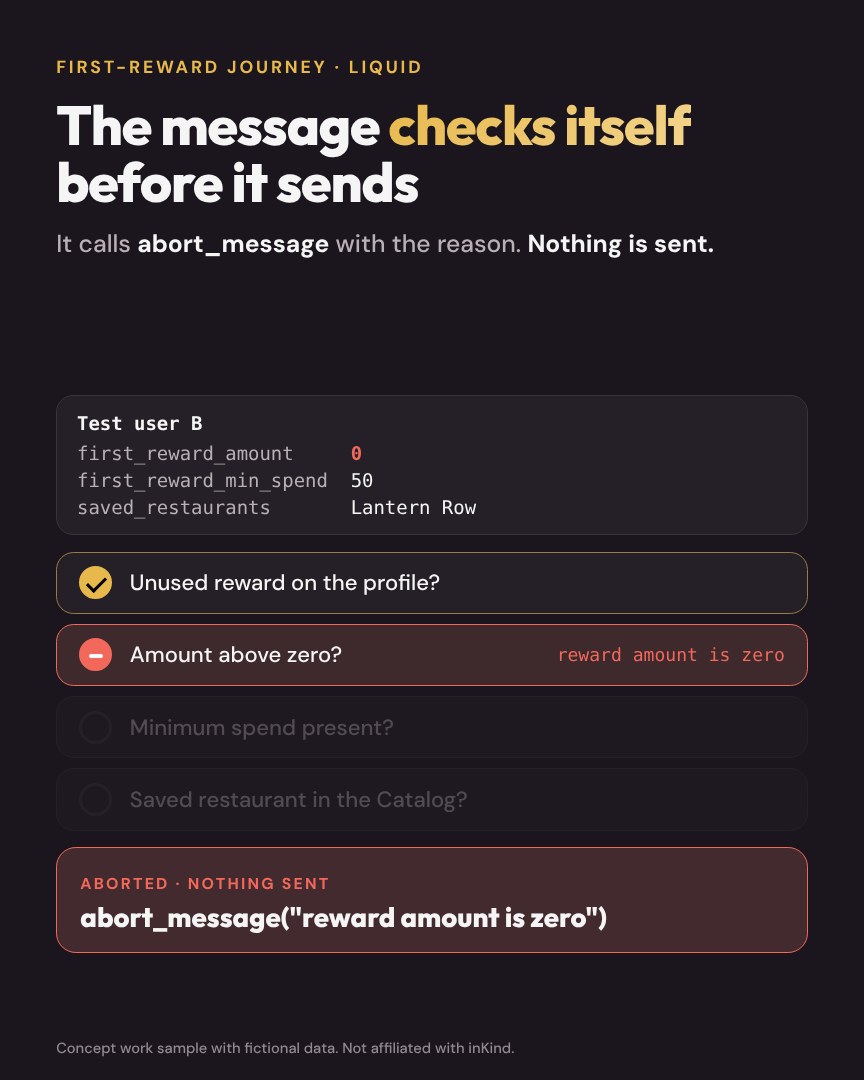 FIRST-REWARD JOURNEY · LIQUID
The message checks itself
before it sends
It calls abort_message with the reason. Nothing is sent.
Test user B
first_reward_amount 0
first_reward_min_spend 50
saved_restaurants Lantern Row
Unused reward on the profile?
Amount above zero? reward amount is zero
Minimum spend present?
Saved restaurant in the Catalog?
ABORTED · NOTHING SENT
abort_message("reward amount is zero")
Concept work sample with fictional data. Not affiliated with inKind.